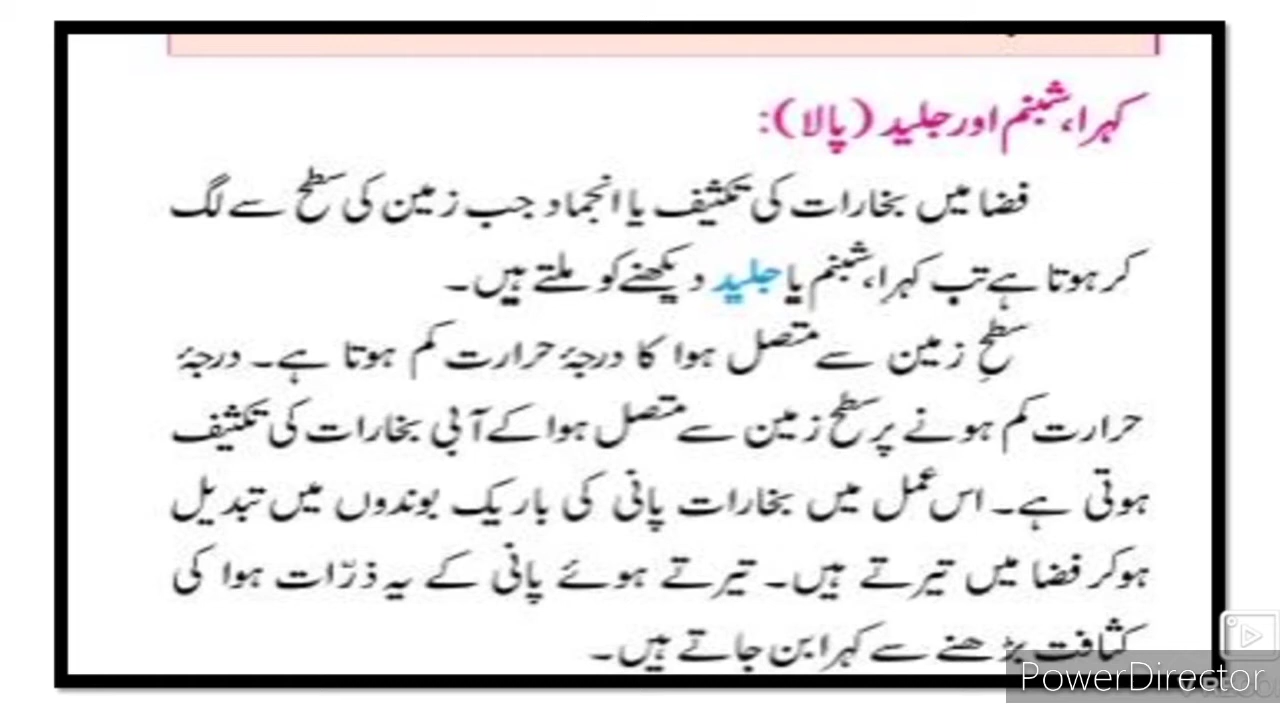 کہرا، شبنم اور جلید (پالا):
فضا میں بخارات کی تکثیف یا انجماد جب زمین کی سطح سے لگ
کر ہوتا ہے تب کہرا، شبنم یا جلید دیکھنے کو ملتے ہیں۔
سطحِ زمین سے متصل ہوا کا درجۂ حرارت کم ہوتا ہے۔ درجۂ
حرارت کم ہونے پر سطح زمین سے متصل ہوا کے آبی بخارات کی تکثیف
ہوتی ہے۔ اس عمل میں بخارات پانی کی باریک بوندوں میں تبدیل
ہوکر فضا میں تیرتے ہیں۔ تیرتے ہوئے پانی کے یہ ذرّات ہوا کی
کثافت بڑھنے سے کہرا بن جاتے ہیں۔
PowerDirector